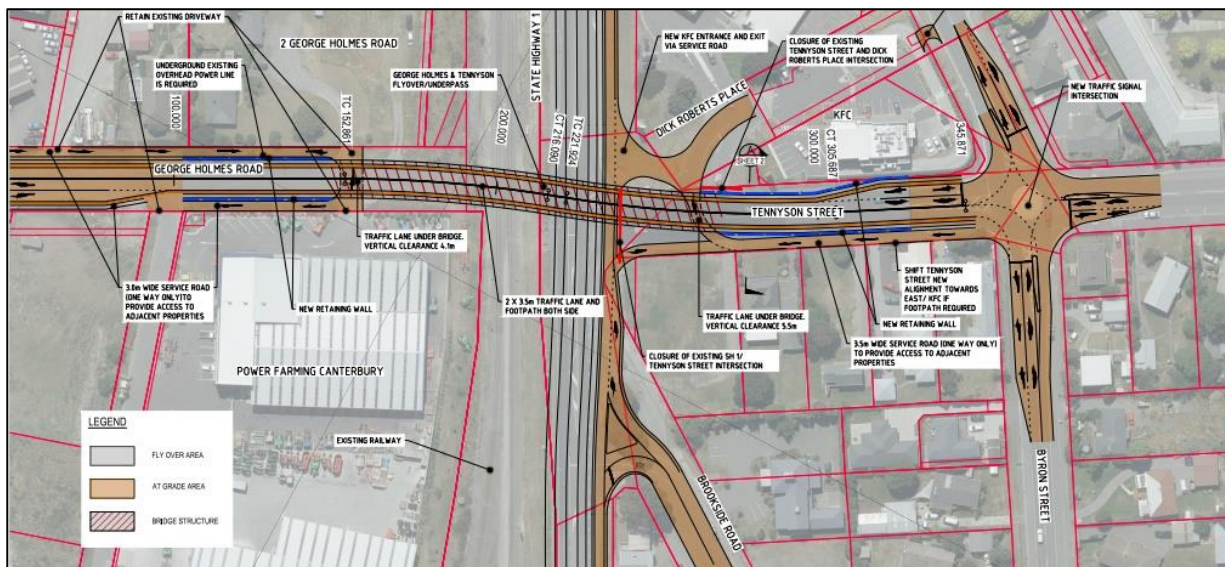 RETAIN EXISTING DRIVEWAY
2 GEORGE HOLMES ROAD
UNDERGROUND EXISTING
OVERHEAD POWER LINE
IS REQUIRED
GEORGE HOLMES & TENNYSON
FLYOVER/UNDERPASS
STATE HIGHWAY 1
NEW KFC ENTRANCE AND EXIT
VIA SERVICE ROAD
CLOSURE OF EXISTING
TENNYSON STREET AND DICK
ROBERTS PLACE INTERSECTION
NEW TRAFFIC SIGNAL
INTERSECTION
DICK ROBERTS PLACE
KFC
SHEET 2
100.000
TC 152.861
200.000
CT 216.090
TC 221.924
300.000
CT 305.687
345.871
GEORGE HOLMES ROAD
TENNYSON STREET
TRAFFIC LANE UNDER BRIDGE.
VERTICAL CLEARANCE 4.1m
3.0m WIDE SERVICE ROAD
(ONE WAY ONLY)TO
PROVIDE ACCESS TO
ADJACENT PROPERTIES
NEW RETAINING WALL
2 X 3.5m TRAFFIC LANE AND
FOOTPATH BOTH SIDE
TRAFFIC LANE UNDER BRIDGE.
VERTICAL CLEARANCE 5.5m
SHIFT TENNYSON
STREET NEW
ALIGNMENT TOWARDS
EAST/ KFC IF
FOOTPATH REQUIRED
NEW RETAINING WALL
3.5m WIDE SERVICE ROAD (ONE WAY ONLY)
TO PROVIDE ACCESS TO ADJACENT
PROPERTIES
CLOSURE OF EXISTING SH 1/
TENNYSON STREET INTERSECTION
POWER FARMING CANTERBURY
EXISTING RAILWAY
BROOKSIDE ROAD
BYRON STREET
LEGEND
FLY OVER AREA
AT GRADE AREA
BRIDGE STRUCTURE